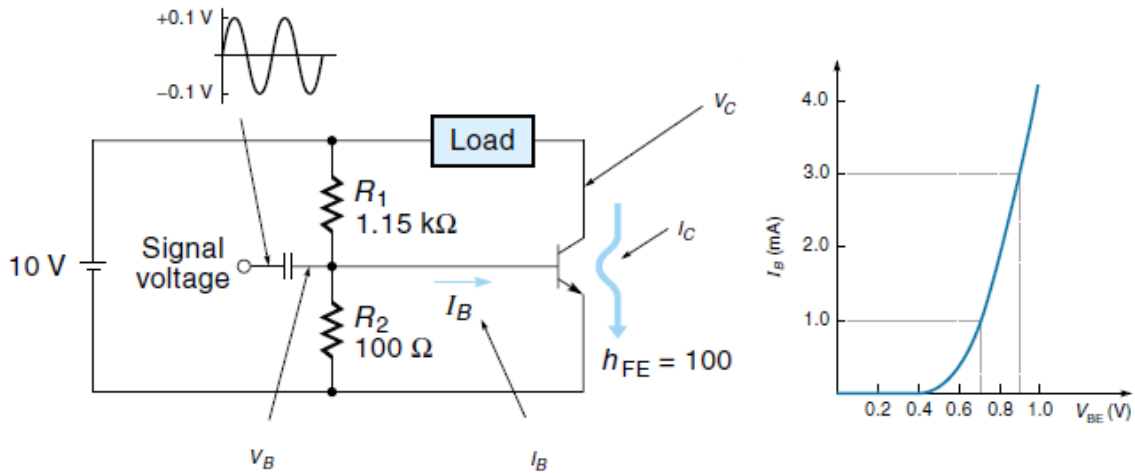 +0.1 V
−0.1 V
V_C
Load
R_1
1.15 kΩ
I_C
10 V
Signal
voltage
I_B
R_2
100 Ω
h_FE = 100
V_B
I_B
4.0
3.0
2.0
1.0
I_B (mA)
0.2 0.4 0.6 0.8 1.0 V_BE (V)